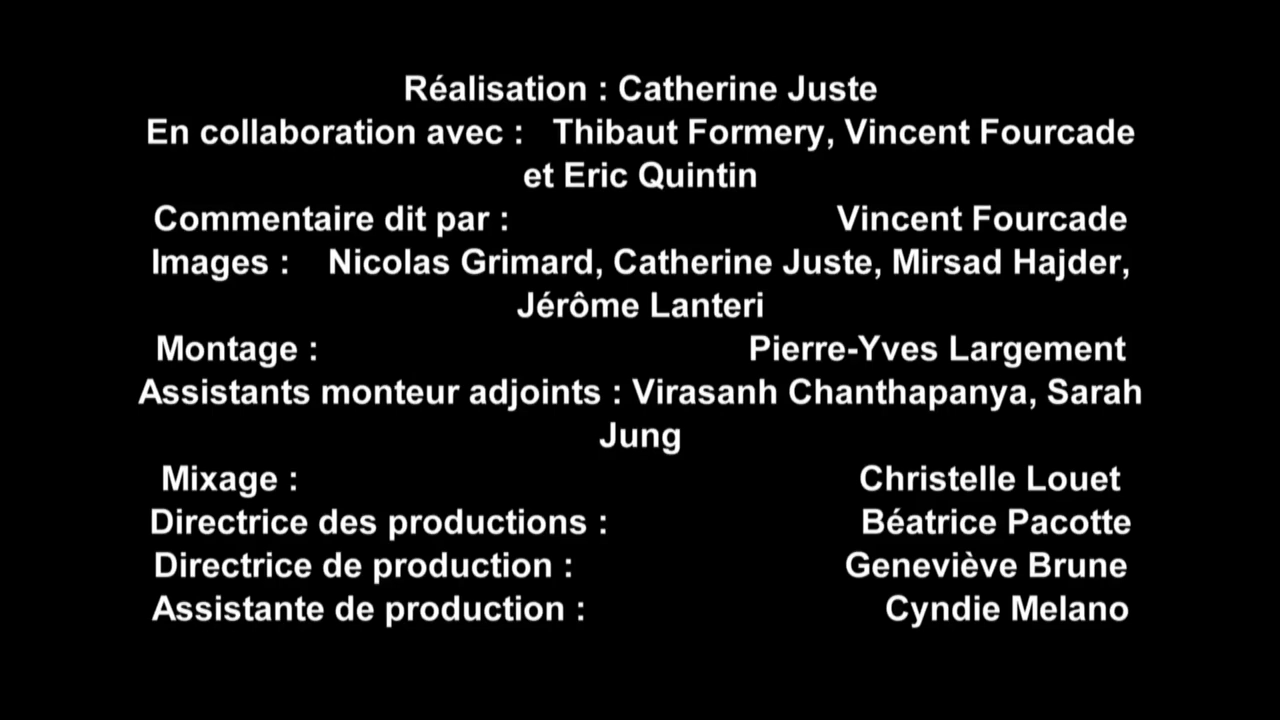 Réalisation : Catherine Juste
En collaboration avec : Thibaut Formery, Vincent Fourcade
et Eric Quintin
Commentaire dit par : Vincent Fourcade
Images : Nicolas Grimard, Catherine Juste, Mirsad Hajder,
Jérôme Lanteri
Montage : Pierre-Yves Largement
Assistants monteur adjoints : Virasanh Chanthapanya, Sarah
Jung
Mixage : Christelle Louet
Directrice des productions : Béatrice Pacotte
Directrice de production : Geneviève Brune
Assistante de production : Cyndie Melano